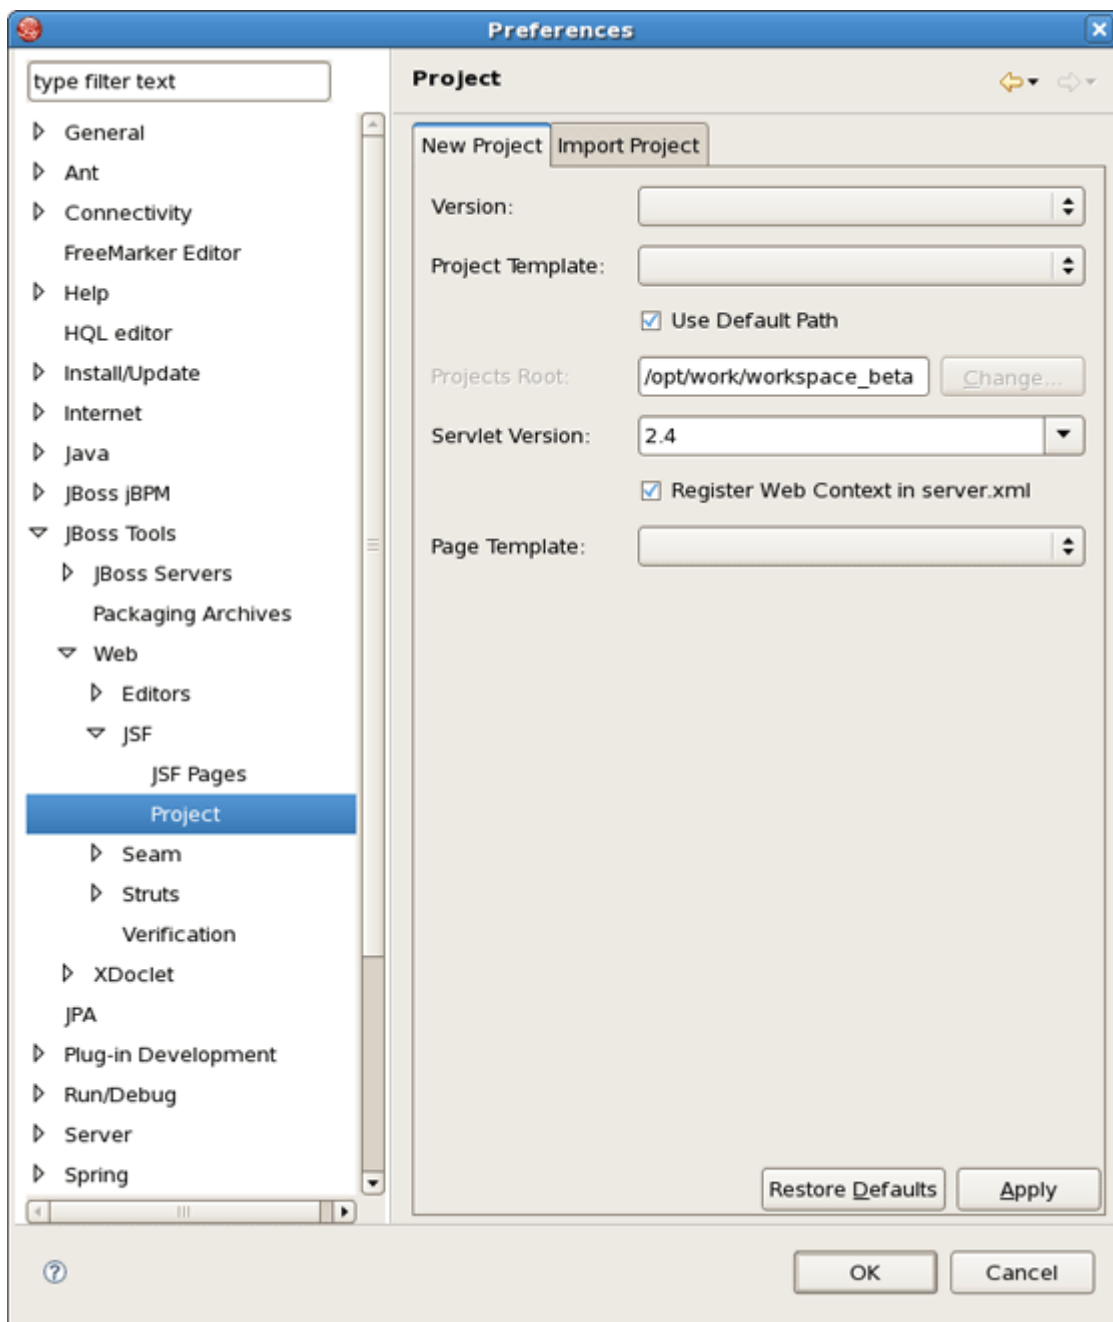 Preferences
type filter text
General
Ant
Connectivity
FreeMarker Editor
Help
HQL editor
Install/Update
Internet
Java
JBoss jBPM
JBoss Tools
JBoss Servers
Packaging Archives
Web
Editors
JSF
JSF Pages
Project
Seam
Struts
Verification
XDoclet
JPA
Plug-in Development
Run/Debug
Server
Spring
Project
New Project Import Project
Version:
Project Template:
Use Default Path
Projects Root: /opt/work/workspace_beta Change...
Servlet Version: 2.4
Register Web Context in server.xml
Page Template:
Restore Defaults Apply
? OK Cancel